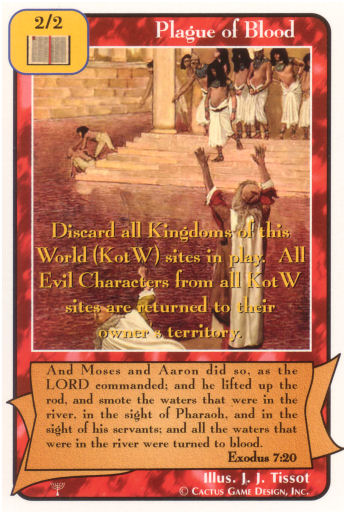 2/2
Plague of Blood
Discard all Kingdoms of this
World (KotW) sites in play. All
Evil Characters from all KotW
sites are returned to their
owner's territory.
And Moses and Aaron did so, as the
LORD commanded; and he lifted up the
rod, and smote the waters that were in the
river, in the sight of Pharaoh, and in the
sight of his servants; and all the waters that
were in the river were turned to blood.
Exodus 7:20
Illus. J. J. Tissot
© CACTUS GAME DESIGN, INC.